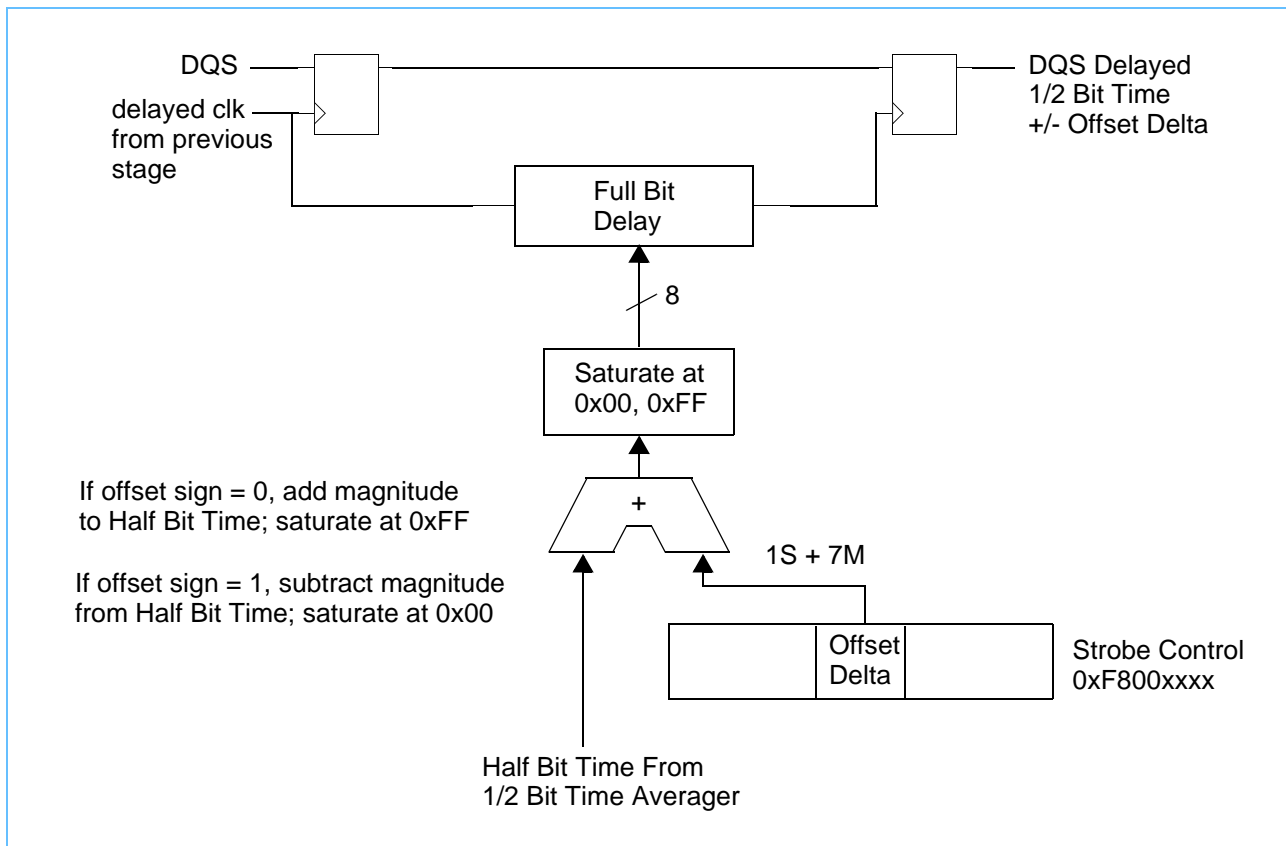 DQS
delayed clk
from previous
stage
DQS Delayed
1/2 Bit Time
+/- Offset Delta
Full Bit
Delay
8
Saturate at
0x00, 0xFF
If offset sign = 0, add magnitude
to Half Bit Time; saturate at 0xFF
+
If offset sign = 1, subtract magnitude
from Half Bit Time; saturate at 0x00
1S + 7M
Offset
Delta
Strobe Control
0xF800xxxx
Half Bit Time From
1/2 Bit Time Averager